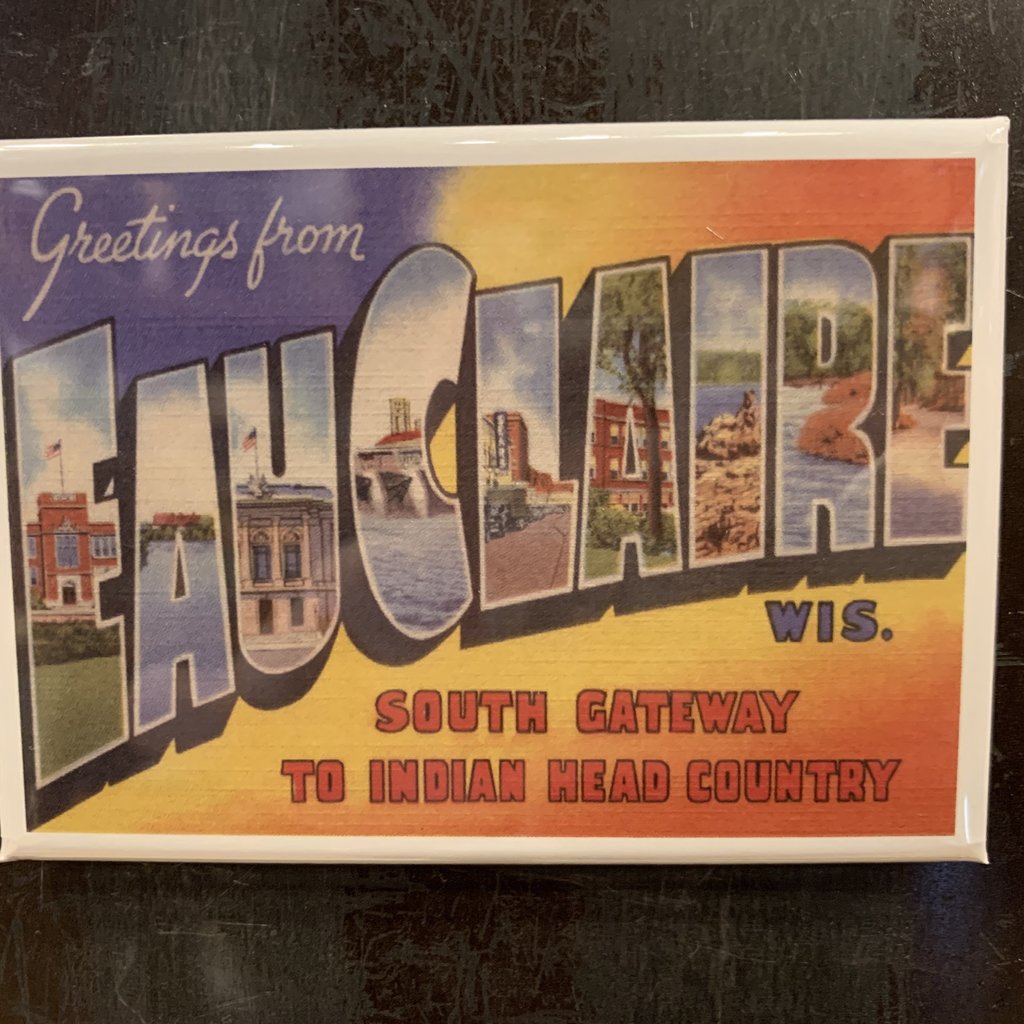 Greetings from
EAU CLAIRE
WIS.
SOUTH GATEWAY
TO INDIAN HEAD COUNTRY